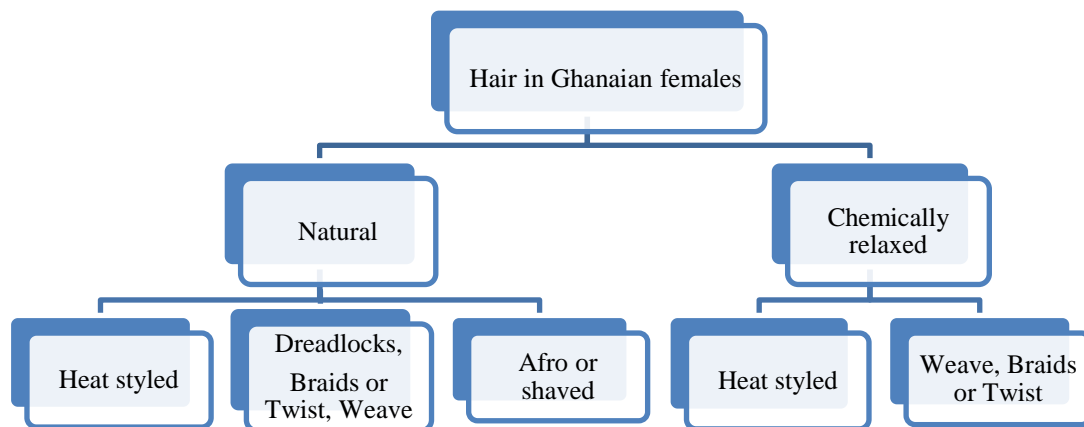 Hair in Ghanaian females
Natural
Chemically
relaxed
Heat styled
Dreadlocks,
Braids or
Twist, Weave
Afro or
shaved
Heat styled
Weave, Braids
or Twist